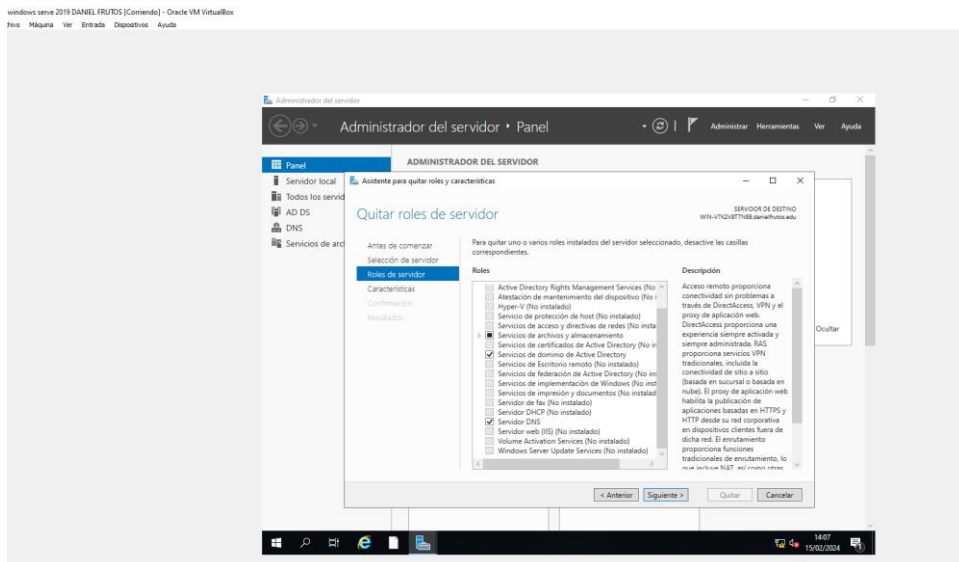 windows serve 2019 DANIEL FRUTOS [Corriendo] - Oracle VM VirtualBox
Máquina Ver Entrada Dispositivos Ayuda
Administrador del servidor
Administrador del servidor Panel
Administrar Herramientas Ver Ayuda
Panel
Servidor local
Todos los servid
AD DS
DNS
Servicios de arc
ADMINISTRADOR DEL SERVIDOR
Asistente para quitar roles y características
Quitar roles de servidor
SERVIDOR DE DESTINO
Antes de comenzar
Selección de servidor
Roles de servidor
Características
Confirmación
Resultados
Para quitar uno o varios roles instalados del servidor seleccionado, desactive las casillas
correspondientes.
Roles
Active Directory Rights Management Services (No
Atestación de mantenimiento del dispositivo (No i
Hyper-V (No instalado)
Servicio de protección de host (No instalado)
Servicios de acceso y directivas de redes (No insta
Servicios de archivos y almacenamiento
Servicios de certificados de Active Directory (No in
Servicios de dominio de Active Directory
Servicios de Escritorio remoto (No instalado)
Servicios de federación de Active Directory (No ins
Servicios de implementación de Windows (No inst
Servicios de impresión y documentos (No instalad
Servidor de fax (No instalado)
Servidor DHCP (No instalado)
Servidor DNS
Servidor web (IIS) (No instalado)
Volume Activation Services (No instalado)
Windows Server Update Services (No instalado)
Descripción
Acceso remoto proporciona
conectividad sin problemas a
través de DirectAccess, VPN y el
proxy de aplicación web.
DirectAccess proporciona una
experiencia siempre activada y
siempre administrada. RAS
proporciona servicios VPN
tradicionales, incluida la
conectividad de sitio a sitio
(basada en sucursal o basada en
nube). El proxy de aplicación web
habilita la publicación de
aplicaciones basadas en HTTPS y
HTTP desde su red corporativa
en dispositivos clientes fuera de
dicha red. El enrutamiento
proporciona funciones
tradicionales de enrutamiento, lo
que incluye NAT, así como otras
Ocultar
< Anterior Siguiente > Quitar Cancelar
14:07
15/02/2024